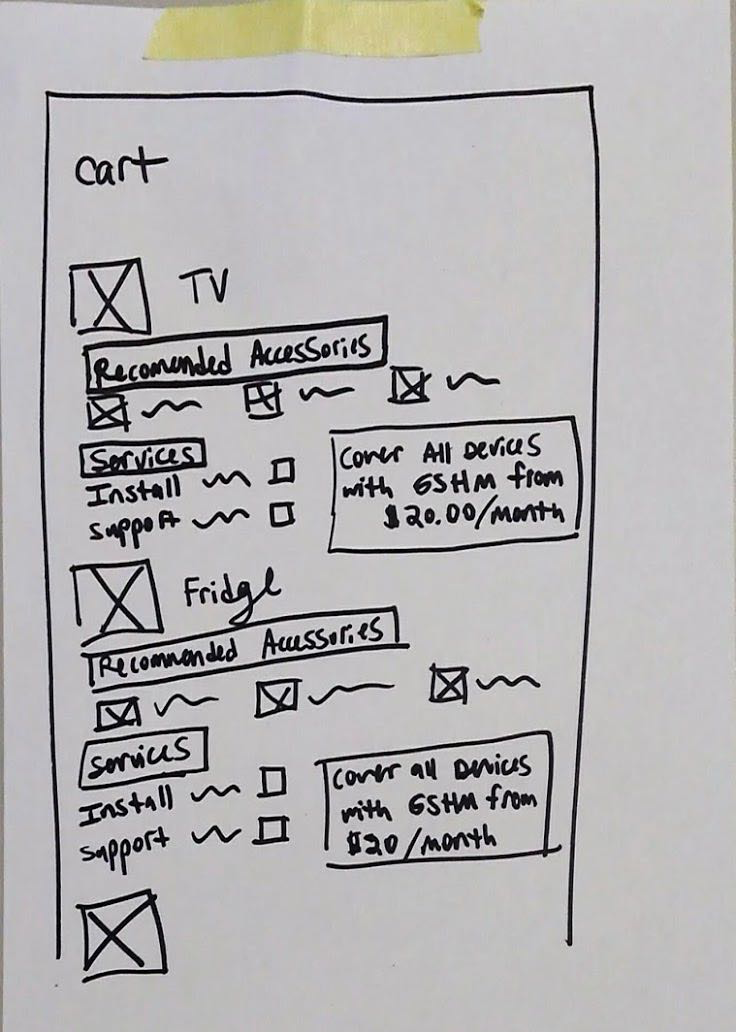 cart
TV
Recomended Accessories
Services
Install
Support
Cover All Devices
with GSHM from
$20.00/month
Fridge
Recommended Accessories
Services
Install
Support
Cover all Devices
with GSHM from
$20/month